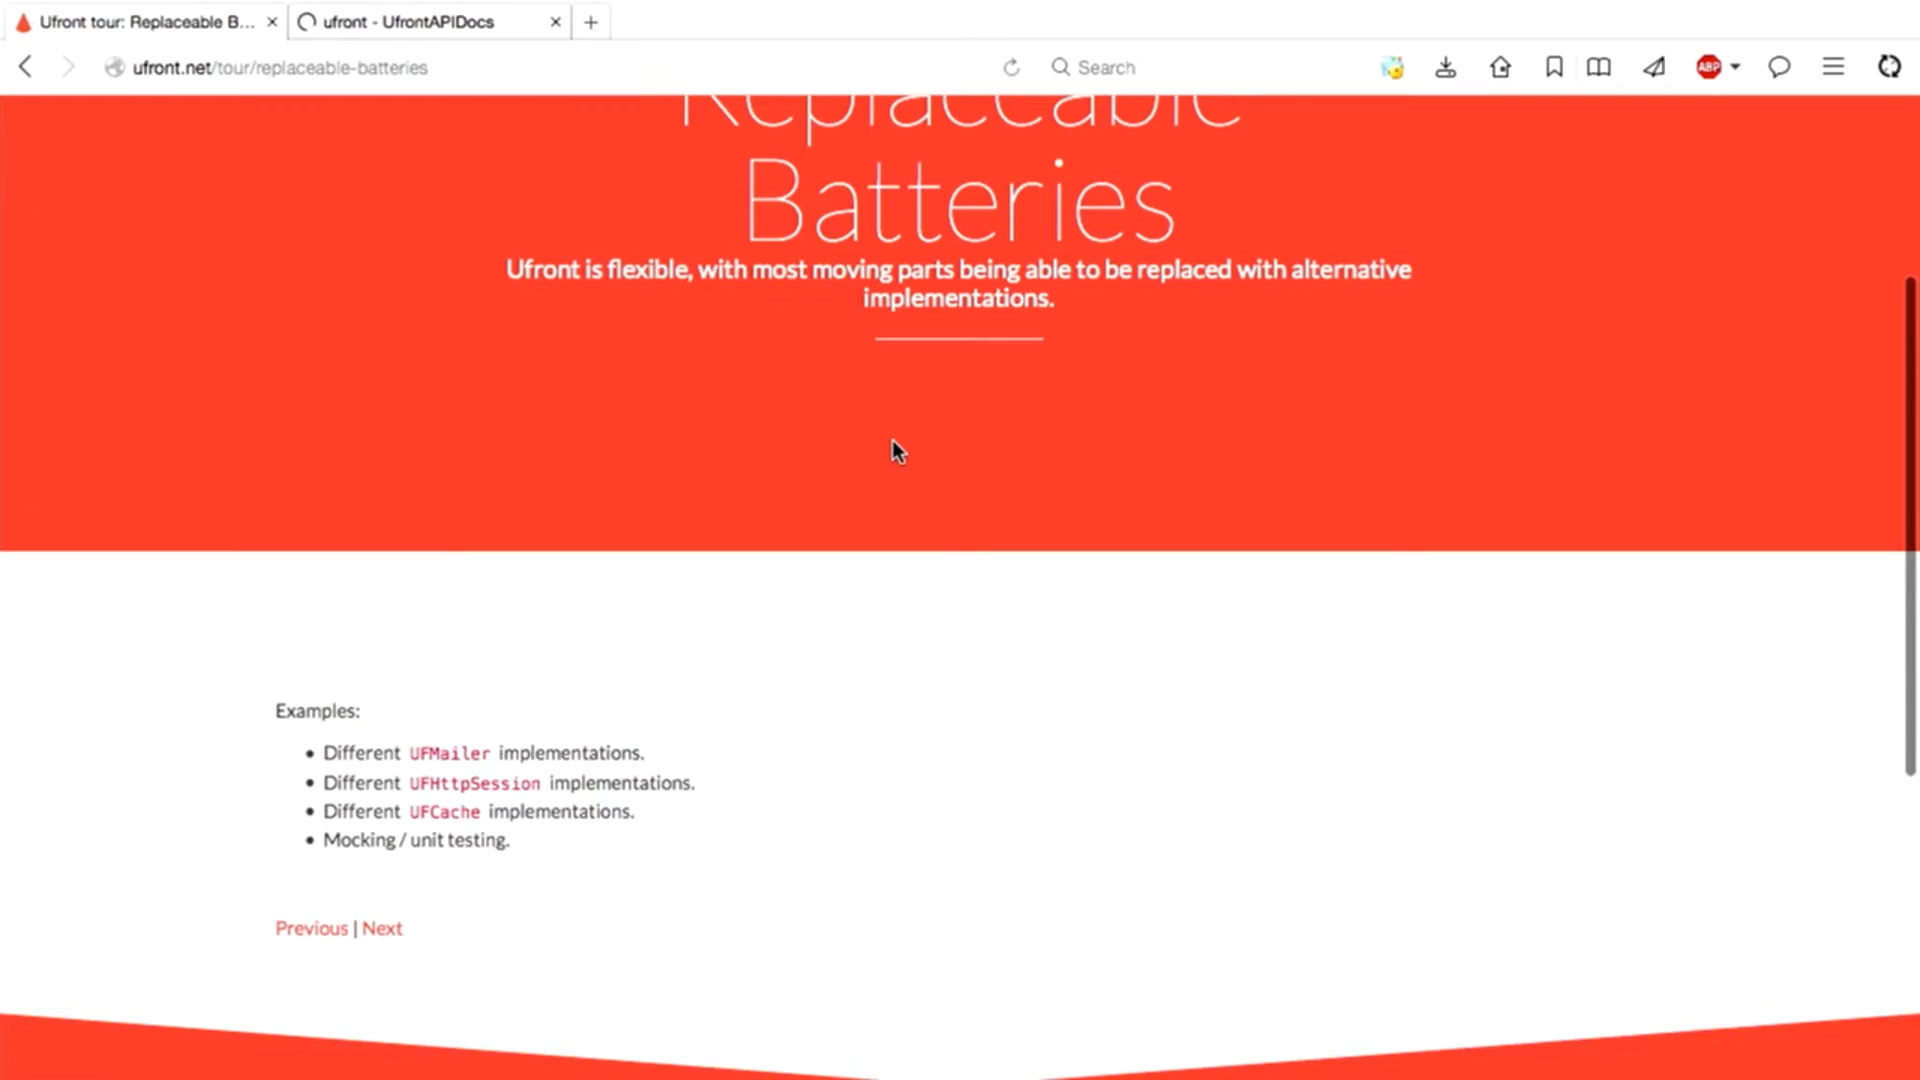 Ufront tour: Replaceable B...
ufront - UfrontAPIDocs
ufront.net/tour/replaceable-batteries
Search
ABP
Replaceable
Batteries
Ufront is flexible, with most moving parts being able to be replaced with alternative
implementations.
Examples:
• Different UFMailer implementations.
• Different UFHttpSession implementations.
• Different UFCache implementations.
• Mocking / unit testing.
Previous | Next